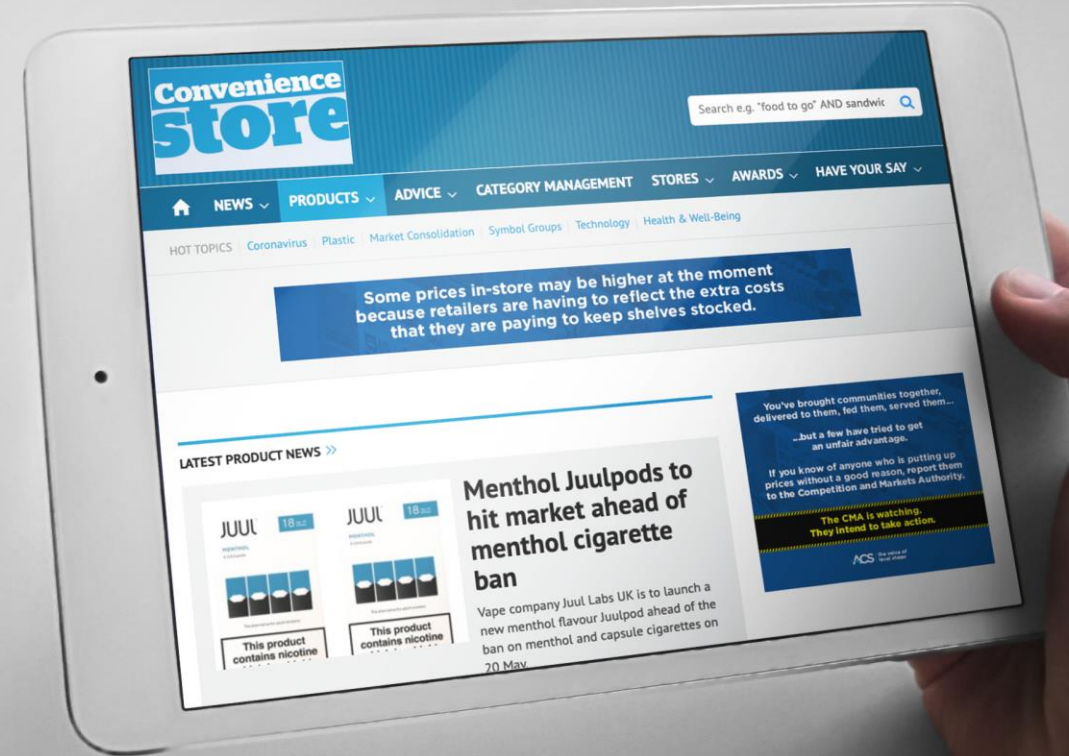 Convenience
store
Search e.g. "food to go" AND sandwic
NEWS
PRODUCTS
ADVICE
CATEGORY MANAGEMENT
STORES
AWARDS
HAVE YOUR SAY
HOT TOPICS
Coronavirus
Plastic
Market Consolidation
Symbol Groups
Technology
Health & Well-Being
Some prices in-store may be higher at the moment
because retailers are having to reflect the extra costs
that they are paying to keep shelves stocked.
LATEST PRODUCT NEWS
JUUL
18
MENTHOL
This product
contains nicotine
JUUL
18
MENTHOL
This product
contains nicotine
Menthol Juulpods to
hit market ahead of
menthol cigarette
ban
Vape company Juul Labs UK is to launch a
new menthol flavour Juulpod ahead of the
ban on menthol and capsule cigarettes on
20 May
You've brought communities together,
delivered to them, fed them, served them...
...but a few have tried to get
an unfair advantage.
If you know of anyone who is putting up
prices without a good reason, report them
to the Competition and Markets Authority.
The CMA is watching.
They intend to take action.
ACS
the voice of
local shops